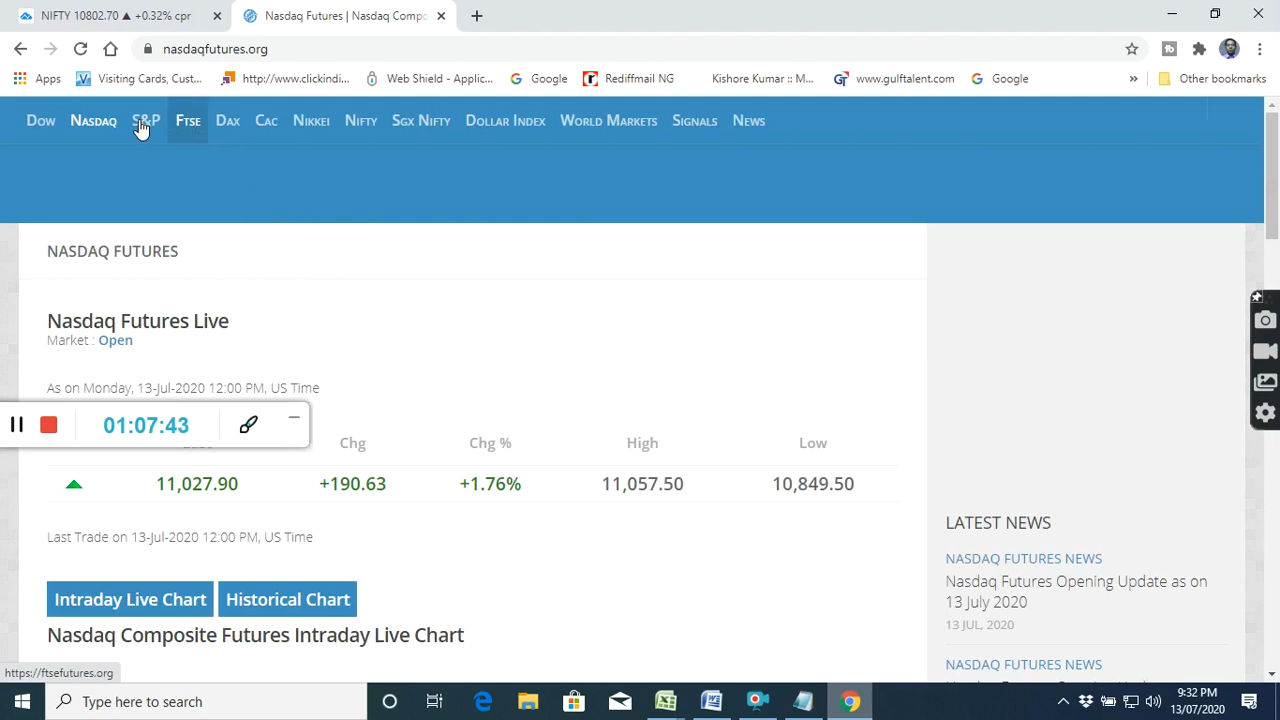 NIFTY 10802.70 ▲ +0.32% cpr
Nasdaq Futures | Nasdaq Compo
nasdaqfutures.org
Apps Visiting Cards, Cust... http://www.clickindi... Web Shield - Applic... Google Rediffmail NG Kishore Kumar :: M... www.gulftalent.com Google » Other bookmarks
Dow Nasdaq S&P Ftse Dax Cac Nikkei Nifty Sgx Nifty Dollar Index World Markets Signals News
NASDAQ FUTURES
Nasdaq Futures Live
Market : Open
As on Monday, 13-Jul-2020 12:00 PM, US Time
01:07:43
Chg Chg % High Low
11,027.90 +190.63 +1.76% 11,057.50 10,849.50
Last Trade on 13-Jul-2020 12:00 PM, US Time
Intraday Live Chart Historical Chart
Nasdaq Composite Futures Intraday Live Chart
LATEST NEWS
NASDAQ FUTURES NEWS
Nasdaq Futures Opening Update as on
13 July 2020
13 JUL, 2020
NASDAQ FUTURES NEWS
https://ftsefutures.org
Type here to search
9:32 PM
13/07/2020